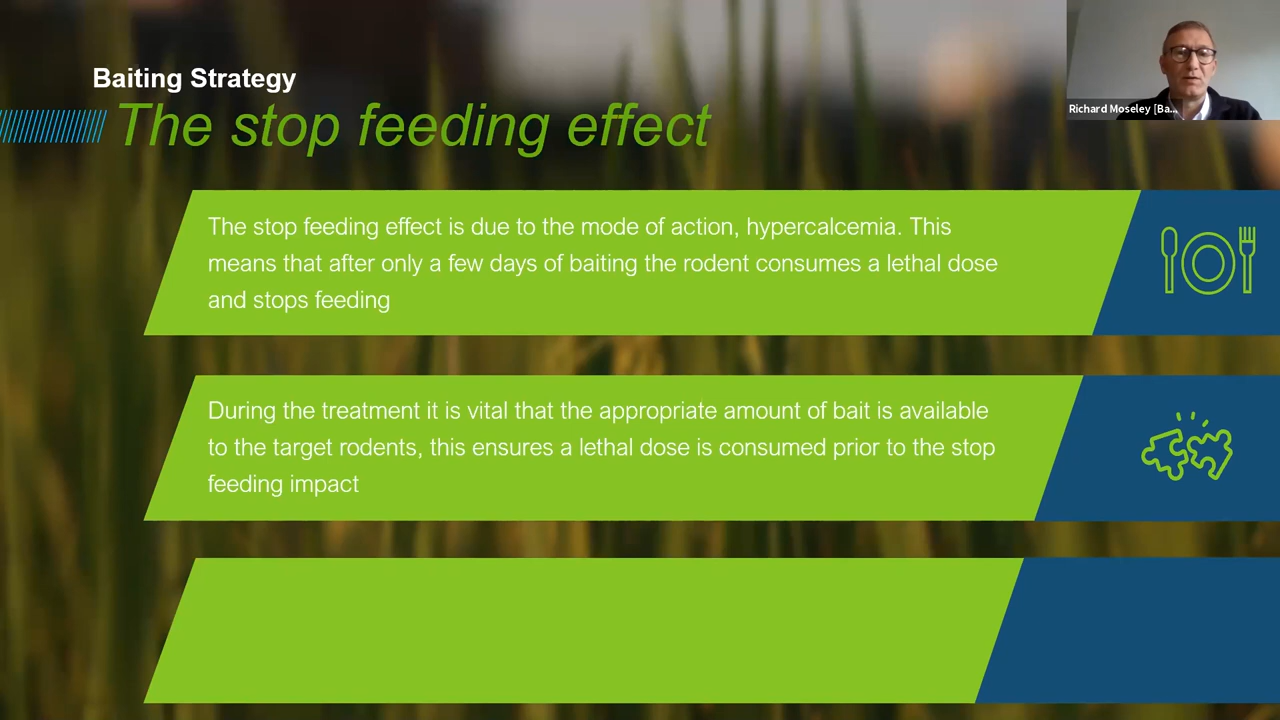 Baiting Strategy
The stop feeding effect
Richard Moseley [Ba...
The stop feeding effect is due to the mode of action, hypercalcemia. This
means that after only a few days of baiting the rodent consumes a lethal dose
and stops feeding
During the treatment it is vital that the appropriate amount of bait is available
to the target rodents, this ensures a lethal dose is consumed prior to the stop
feeding impact